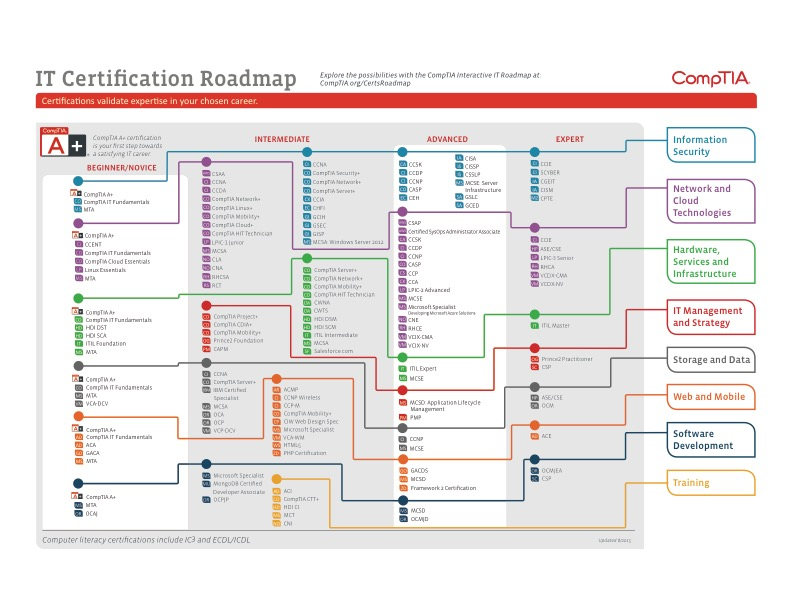 IT Certification Roadmap
Explore the possibilities with the CompTIA Interactive IT Roadmap at
CompTIA.org/CertsRoadmap
CompTIA.
Certifications validate expertise in your chosen career.
CompTIA
A+
CompTIA A+ certification
is your first step towards
a satisfying IT career
BEGINNER/NOVICE
INTERMEDIATE
ADVANCED
EXPERT
CompTIA A+
CompTIA IT Fundamentals
MTA
CompTIA A+
CCENT
CompTIA IT Fundamentals
CompTIA Cloud Essentials
Linux Essentials
MTA
CompTIA A+
CompTIA IT Fundamentals
HDI DST
HDI SCA
ITIL Foundation
MTA
CompTIA A+
CompTIA IT Fundamentals
MTA
VCA-DCV
CompTIA A+
CompTIA IT Fundamentals
ACA
GACA
MTA
CompTIA A+
MTA
OCAJ
CSAA
CCNA
CCDA
CompTIA Network+
CompTIA Linux+
CompTIA Mobility+
CompTIA Cloud+
CompTIA HIT Technician
LPIC-1 Junior
MCSA
CLA
CNA
RHCSA
RCT
CompTIA Project+
CompTIA CDIA+
CompTIA Mobility+
Prince2 Foundation
CAPM
CCNA
CompTIA Server+
IBM Certified
Specialist
MCSA
OCA
OCP
VCP-DCV
Microsoft Specialist
MongoDB Certified
Developer Associate
OCPJP
CCNA
CompTIA Security+
CompTIA Network+
CompTIA Server+
CCIA
CHFI
GCIH
GSEC
GISP
MCSA Windows Server 2012
CompTIA Server+
CompTIA Network+
CompTIA Mobility+
CompTIA HIT Technician
CWNA
CWTS
HDI DSM
HDI SCM
ITIL Intermediate
MCSA
Salesforce.com
ACMP
CCNP Wireless
CCPM
CompTIA Mobility+
CIW Web Design Spec
Microsoft Specialist
VCA-WM
HTML5
PHP Certification
ACI
CompTIA CTT+
HDI CI
MCT
CNI
CCSK
CCDP
CCNP
CASP
CEH
CISA
CISSP
CSSLP
MCSE: Server
Infrastructure
GSLC
GCED
CSAP
Certified SysOps Administrator Associate
CCSK
CCDP
CCNP
CASP
CCP
CCA
LPIC-2 Advanced
MCSE
Microsoft Specialist
Developing Microsoft Azure Solutions
CNE
RHCE
VCIX-CMA
VCIX-NV
ITIL Expert
MCSE
MCSD: Application Lifecycle
Management
PMP
CCNP
MCSE
GACDS
MCSD
Framework 2 Certification
MCSD
OCMJD
CCIE
SCYBER
CGEIT
CISM
CPTE
CCIE
ASE/CSE
LPIC-3 Senior
RHCA
VCDX-CMA
VCDX-NV
ITIL Master
Prince2 Practitioner
CSP
ASE/CSE
OCM
ACE
OCMJEA
CSP
Information
Security
Network and
Cloud
Technologies
Hardware,
Services and
Infrastructure
IT Management
and Strategy
Storage and Data
Web and Mobile
Software
Development
Training
Computer literacy certifications include IC3 and ECDL/ICDL